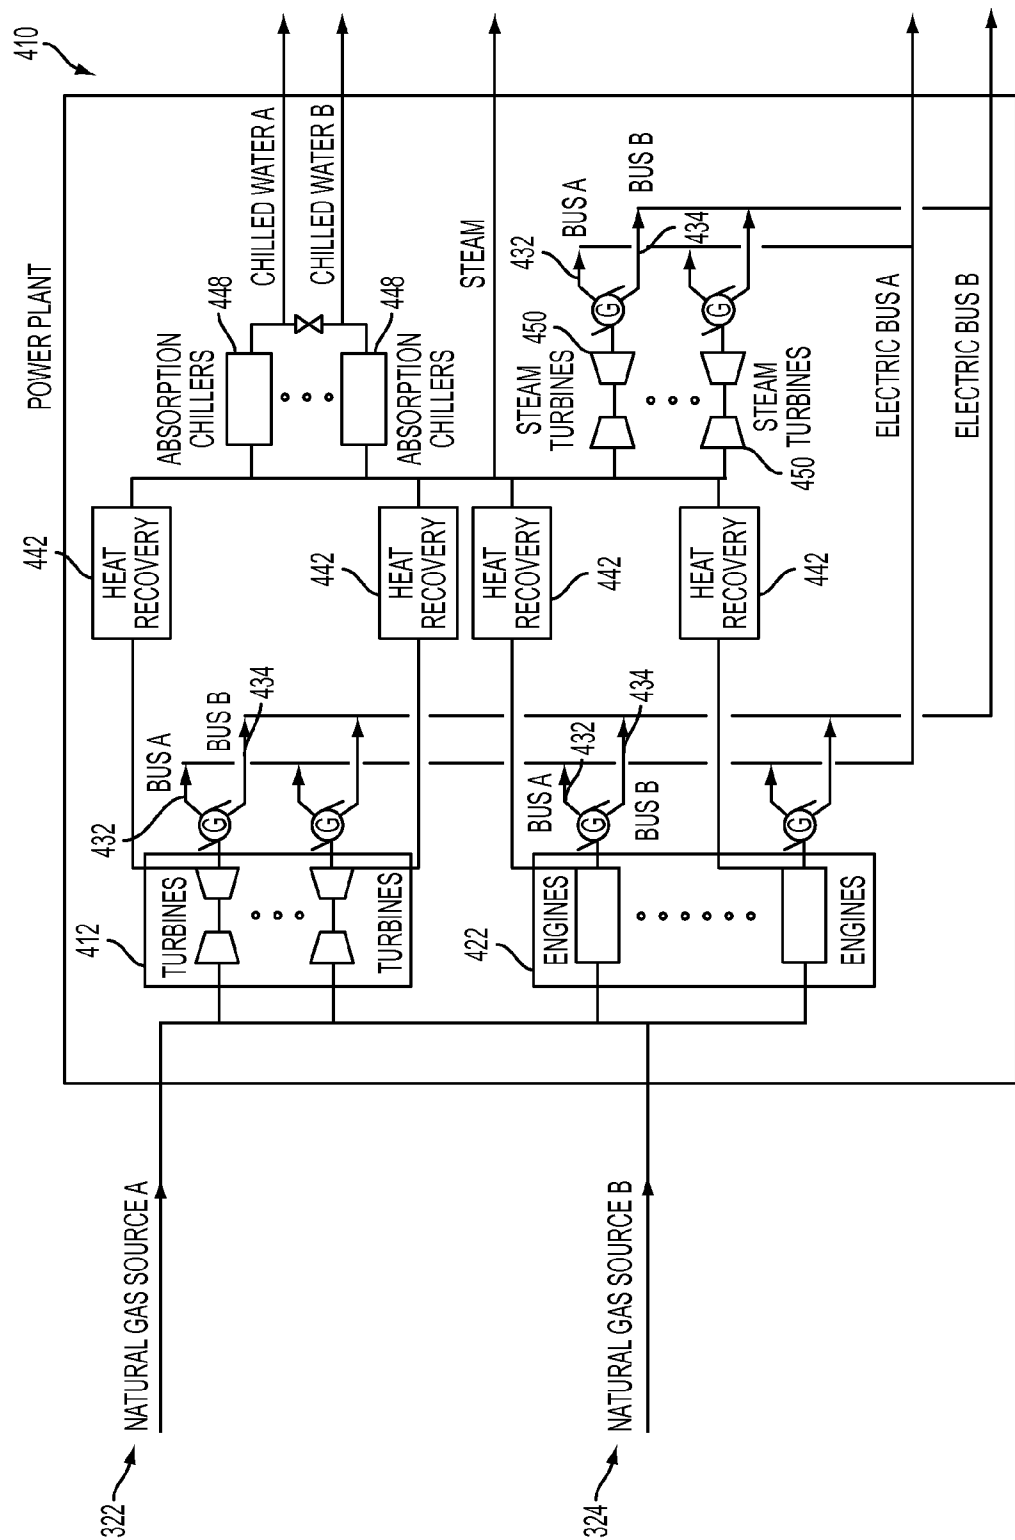 410
POWER PLANT
442
HEAT
RECOVERY
ABSORPTION
CHILLERS
448
CHILLED WATER A
CHILLED WATER B
448
ABSORPTION
CHILLERS
322
NATURAL GAS SOURCE A
412
TURBINES
TURBINES
432
BUS A
G
BUS B
434
G
442
HEAT
RECOVERY
STEAM
HEAT
RECOVERY
442
STEAM
TURBINES
450
432
BUS A
G
BUS B
434
G
STEAM
TURBINES
450
324
NATURAL GAS SOURCE B
422
ENGINES
ENGINES
BUS A
432
G
BUS B
434
G
HEAT
RECOVERY
442
ELECTRIC BUS A
ELECTRIC BUS B